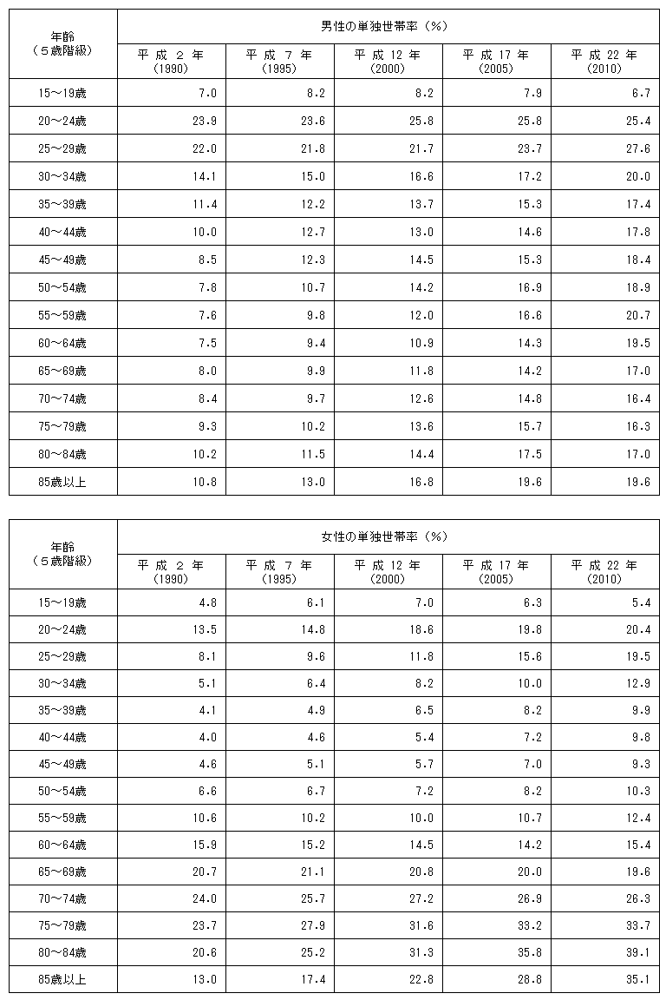 男性の単独世帯率（％）
年齢
（５歳階級）
平 成 ２ 年 平 成 ７ 年 平 成 12 年 平 成 17 年 平 成 22 年
（1990） （1995） （2000） （2005） （2010）
15～19歳 7.0 8.2 8.2 7.9 6.7
20～24歳 23.9 23.6 25.8 25.8 25.4
25～29歳 22.0 21.8 21.7 23.7 27.6
30～34歳 14.1 15.0 16.6 17.2 20.0
35～39歳 11.4 12.2 13.7 15.3 17.4
40～44歳 10.0 12.7 13.0 14.6 17.8
45～49歳 8.5 12.3 14.5 15.3 18.4
50～54歳 7.8 10.7 14.2 16.9 18.9
55～59歳 7.6 9.8 12.0 16.6 20.7
60～64歳 7.5 9.4 10.9 14.3 19.5
65～69歳 8.0 9.9 11.8 14.2 17.0
70～74歳 8.4 9.7 12.6 14.8 16.4
75～79歳 9.3 10.2 13.6 15.7 16.3
80～84歳 10.2 11.5 14.4 17.5 17.0
85歳以上 10.8 13.0 16.8 19.6 19.6
女性の単独世帯率（％）
年齢
（５歳階級）
平 成 ２ 年 平 成 ７ 年 平 成 12 年 平 成 17 年 平 成 22 年
（1990） （1995） （2000） （2005） （2010）
15～19歳 4.8 6.1 7.0 6.3 5.4
20～24歳 13.5 14.8 18.6 19.8 20.4
25～29歳 8.1 9.6 11.8 15.6 19.5
30～34歳 5.1 6.4 8.2 10.0 12.9
35～39歳 4.1 4.9 6.5 8.2 9.9
40～44歳 4.0 4.6 5.4 7.2 9.8
45～49歳 4.6 5.1 5.7 7.0 9.3
50～54歳 6.6 6.7 7.2 8.2 10.3
55～59歳 10.6 10.2 10.0 10.7 12.4
60～64歳 15.9 15.2 14.5 14.2 15.4
65～69歳 20.7 21.1 20.8 20.0 19.6
70～74歳 24.0 25.7 27.2 26.9 26.3
75～79歳 23.7 27.9 31.6 33.2 33.7
80～84歳 20.6 25.2 31.3 35.8 39.1
85歳以上 13.0 17.4 22.8 28.8 35.1